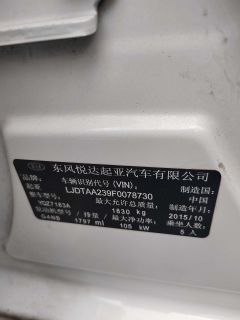 KIA 东风悦达起亚汽车有限公司
车辆识别代号(VIN):
起亚 LJDTAA239F0078730 中国
整车型号 最大允许总质量 制造国
YQZ7183A 1830 kg 2015/10
发动机型号 / 排量 / 最大净功率 制造年月
G4NB 1797 ml 105 kW 乘坐人数
5 人